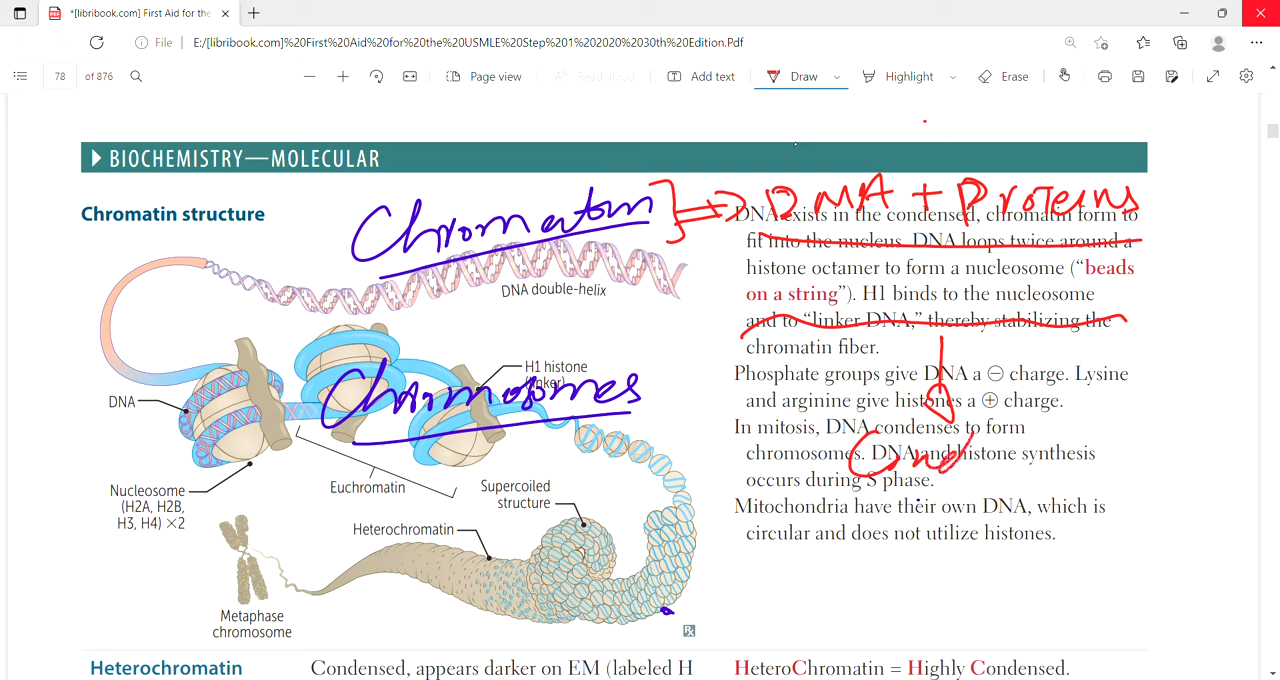 *[libribook.com] First Aid for the
File
E:/[libribook.com]%20First%20Aid%20for%20the%20USMLE%20Step%201%202020%2030th%20Edition.Pdf
78 of 876
Page view
Read aloud
Add text
Draw
Highlight
Erase
BIOCHEMISTRY—MOLECULAR
Chromatin structure
DNA + Proteins
DNA double-helix
H1 histone
(linker)
Chromosomes
DNA
Nucleosome
(H2A, H2B,
H3, H4) ×2
Euchromatin
Supercoiled
structure
Heterochromatin
Metaphase
chromosome
DNA exists in the condensed, chromatin form to
fit into the nucleus. DNA loops twice around a
histone octamer to form a nucleosome (“beads
on a string”). H1 binds to the nucleosome
and to “linker DNA,” thereby stabilizing the
chromatin fiber.
Phosphate groups give DNA a ⊖ charge. Lysine
and arginine give histones a ⊕ charge.
In mitosis, DNA condenses to form
chromosomes. DNA and histone synthesis
occurs during S phase.
Mitochondria have their own DNA, which is
circular and does not utilize histones.
Heterochromatin
Condensed, appears darker on EM (labeled H
HeteroChromatin = Highly Condensed.